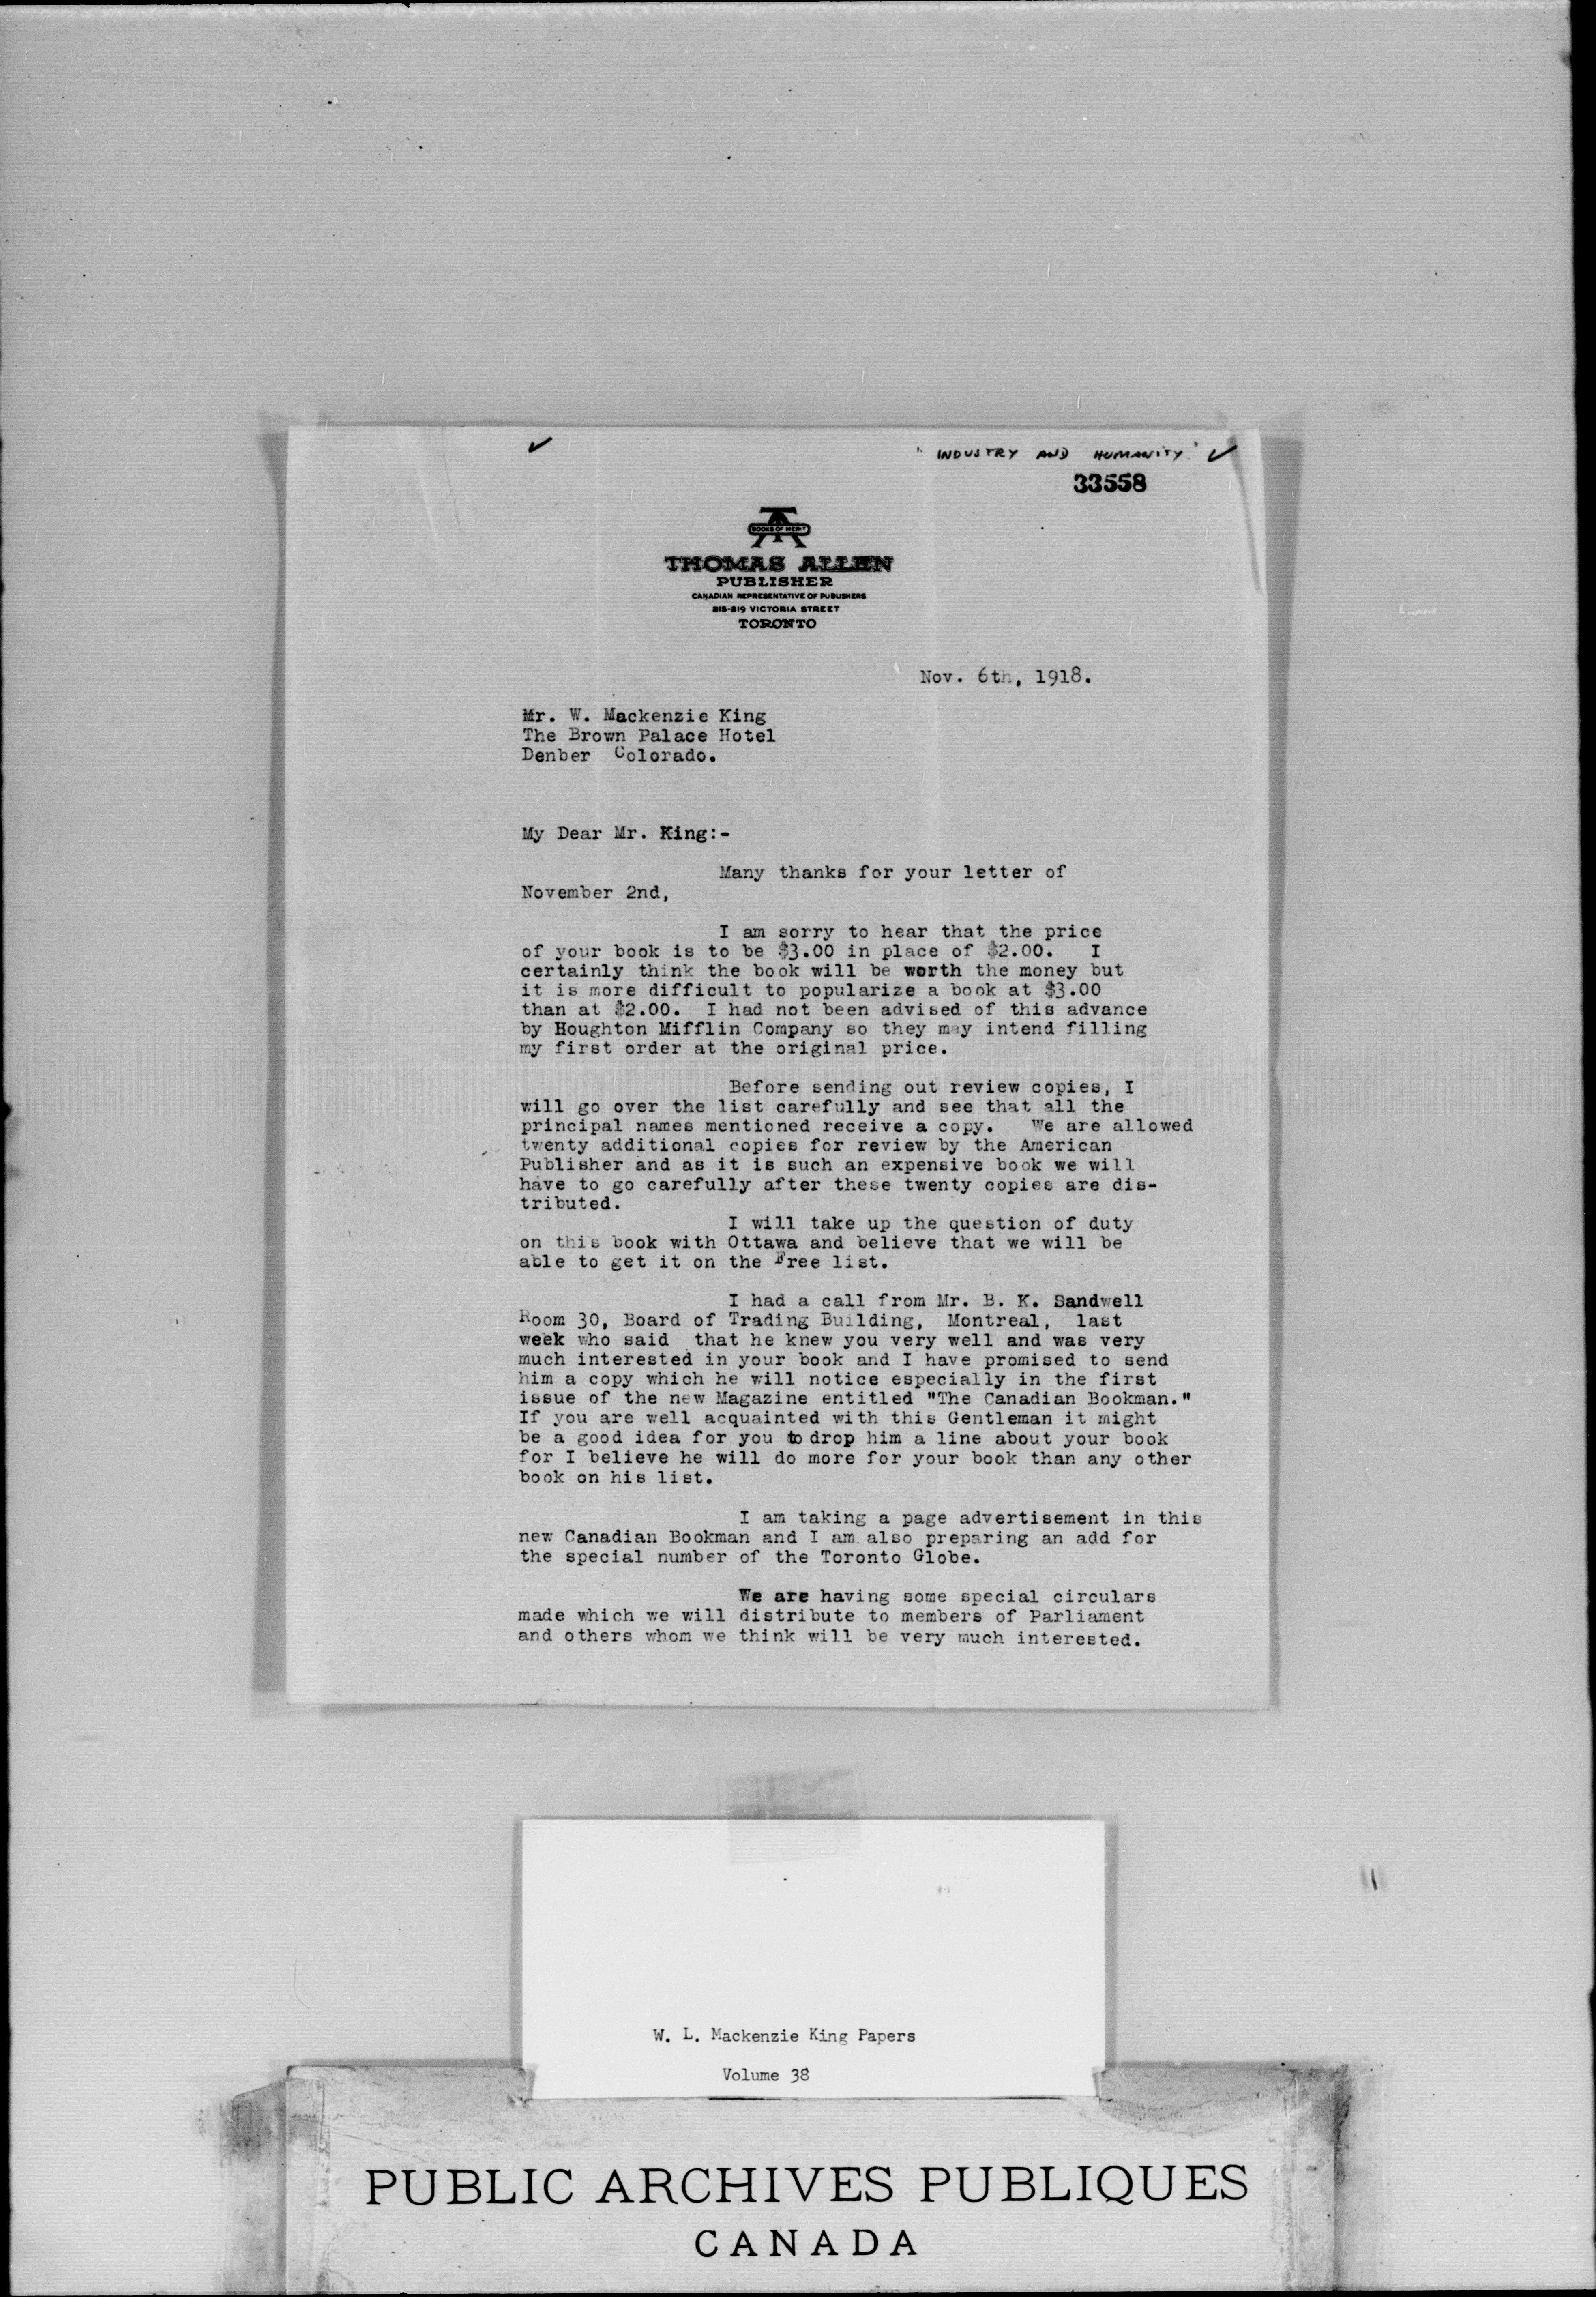 ✓
"INDUSTRY AND HUMANITY" ✓
33558
BOOKS OF MERIT
THOMAS ALLEN
PUBLISHER
CANADIAN REPRESENTATIVE OF PUBLISHERS
215-219 VICTORIA STREET
TORONTO
Nov. 6th, 1918.
Mr. W. Mackenzie King
The Brown Palace Hotel
Denber Colorado.
My Dear Mr. King:-
Many thanks for your letter of
November 2nd,
I am sorry to hear that the price
of your book is to be $3.00 in place of $2.00. I
certainly think the book will be worth the money but
it is more difficult to popularize a book at $3.00
than at $2.00. I had not been advised of this advance
by Houghton Mifflin Company so they may intend filling
my first order at the original price.
Before sending out review copies, I
will go over the list carefully and see that all the
principal names mentioned receive a copy. We are allowed
twenty additional copies for review by the American
Publisher and as it is such an expensive book we will
have to go carefully after these twenty copies are dis-
tributed.
I will take up the question of duty
on this book with Ottawa and believe that we will be
able to get it on the Free list.
I had a call from Mr. B. K. Sandwell
Room 30, Board of Trading Building, Montreal, last
week who said that he knew you very well and was very
much interested in your book and I have promised to send
him a copy which he will notice especially in the first
issue of the new Magazine entitled "The Canadian Bookman."
If you are well acquainted with this Gentleman it might
be a good idea for you to drop him a line about your book
for I believe he will do more for your book than any other
book on his list.
I am taking a page advertisement in this
new Canadian Bookman and I am also preparing an add for
the special number of the Toronto Globe.
We are having some special circulars
made which we will distribute to members of Parliament
and others whom we think will be very much interested.
W. L. Mackenzie King Papers
Volume 38
PUBLIC ARCHIVES PUBLIQUES
CANADA